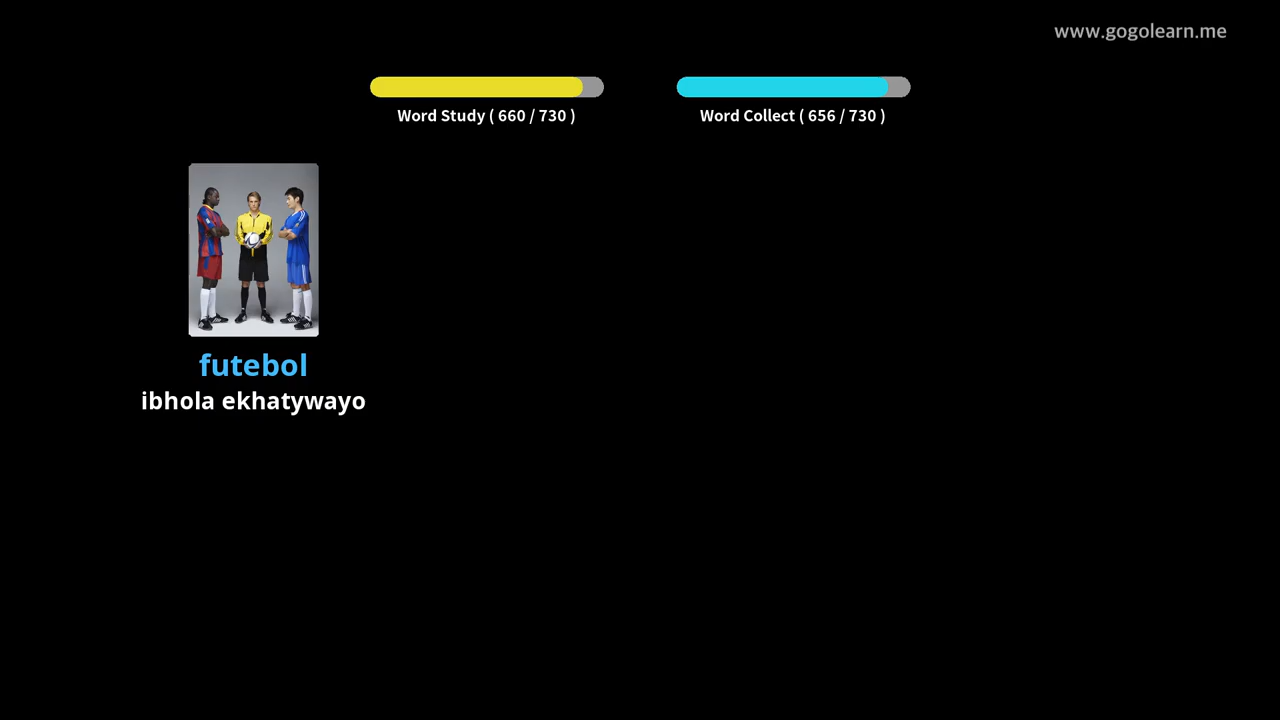 www.gogolearn.me
Word Study ( 660 / 730 )
Word Collect ( 656 / 730 )
futebol
ibhola ekhatywayo